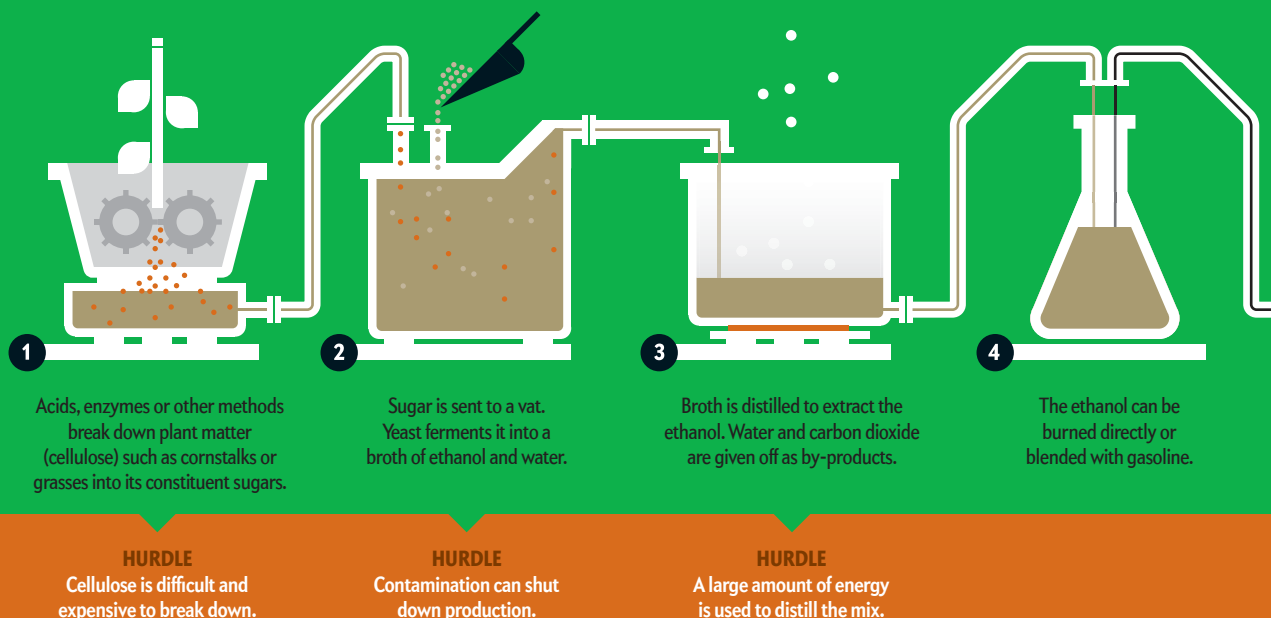 1
Acids, enzymes or other methods
break down plant matter
(cellulose) such as cornstalks or
grasses into its constituent sugars.
2
Sugar is sent to a vat.
Yeast ferments it into a
broth of ethanol and water.
3
Broth is distilled to extract the
ethanol. Water and carbon dioxide
are given off as by-products.
4
The ethanol can be
burned directly or
blended with gasoline.
HURDLE
Cellulose is difficult and
expensive to break down.
HURDLE
Contamination can shut
down production.
HURDLE
A large amount of energy
is used to distill the mix.